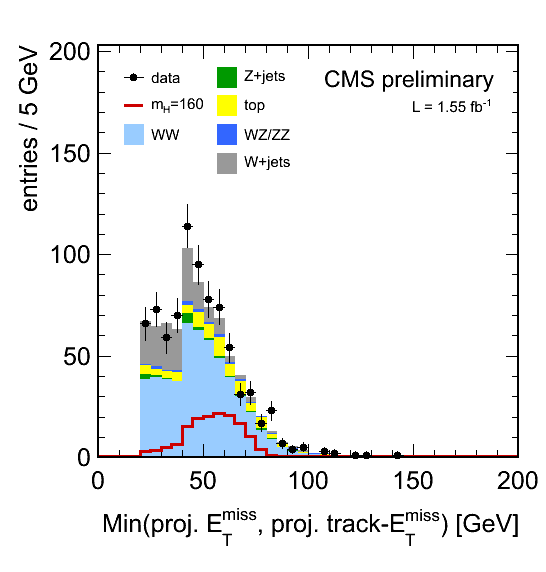 200
150
100
50
0
entries / 5 GeV
data
m_H=160
WW
Z+jets
top
WZ/ZZ
W+jets
CMS preliminary
L = 1.55 fb⁻¹
0 50 100 150 200
Min(proj. E_T^miss, proj. track-E_T^miss) [GeV]